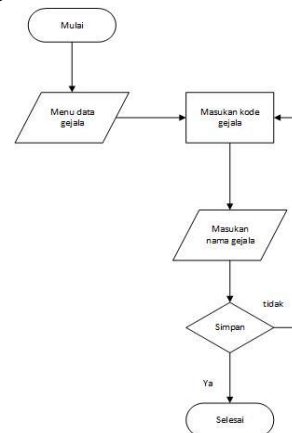 Mulai
Menu data
gejala
Masukan kode
gejala
Masukan
nama gejala
tidak
Simpan
Ya
Selesai